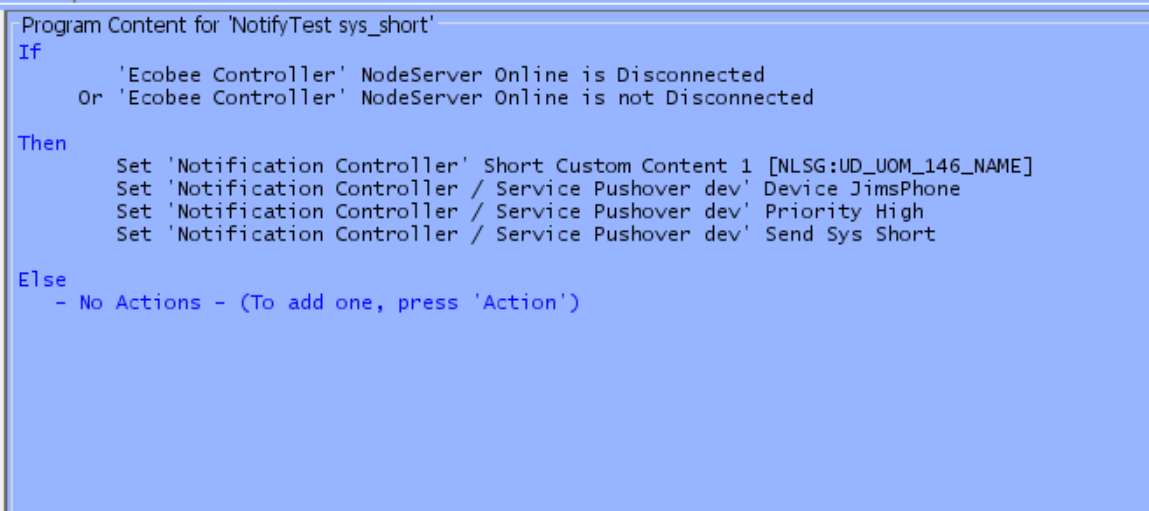 Program Content for 'NotifyTest sys_short'
If
'Ecobee Controller' NodeServer Online is Disconnected
Or 'Ecobee Controller' NodeServer Online is not Disconnected
Then
Set 'Notification Controller' Short Custom Content 1 [NLSG:UD_UOM_146_NAME]
Set 'Notification Controller / Service Pushover dev' Device JimsPhone
Set 'Notification Controller / Service Pushover dev' Priority High
Set 'Notification Controller / Service Pushover dev' Send Sys Short
Else
- No Actions - (To add one, press 'Action')